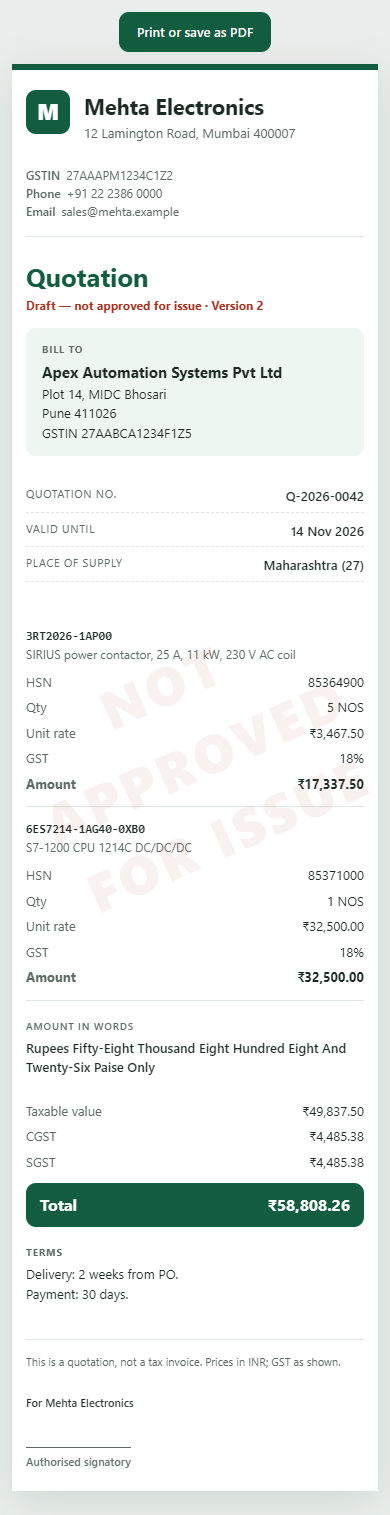 Print or save as PDF
M
Mehta Electronics
12 Lamington Road, Mumbai 400007
GSTIN 27AAAPM1234C1Z2
Phone +91 22 2386 0000
Email sales@mehta.example
Quotation
Draft — not approved for issue · Version 2
BILL TO
Apex Automation Systems Pvt Ltd
Plot 14, MIDC Bhosari
Pune 411026
GSTIN 27AABCA1234F1Z5
QUOTATION NO. Q-2026-0042
VALID UNTIL 14 Nov 2026
PLACE OF SUPPLY Maharashtra (27)
3RT2026-1AP00
SIRIUS power contactor, 25 A, 11 kW, 230 V AC coil
HSN 85364900
Qty 5 NOS
Unit rate ₹3,467.50
GST 18%
Amount ₹17,337.50
NOT
APPROVED
FOR ISSUE
6ES7214-1AG40-0XB0
S7-1200 CPU 1214C DC/DC/DC
HSN 85371000
Qty 1 NOS
Unit rate ₹32,500.00
GST 18%
Amount ₹32,500.00
AMOUNT IN WORDS
Rupees Fifty-Eight Thousand Eight Hundred Eight And
Twenty-Six Paise Only
Taxable value ₹49,837.50
CGST ₹4,485.38
SGST ₹4,485.38
Total ₹58,808.26
TERMS
Delivery: 2 weeks from PO.
Payment: 30 days.
This is a quotation, not a tax invoice. Prices in INR; GST as shown.
For Mehta Electronics
Authorised signatory